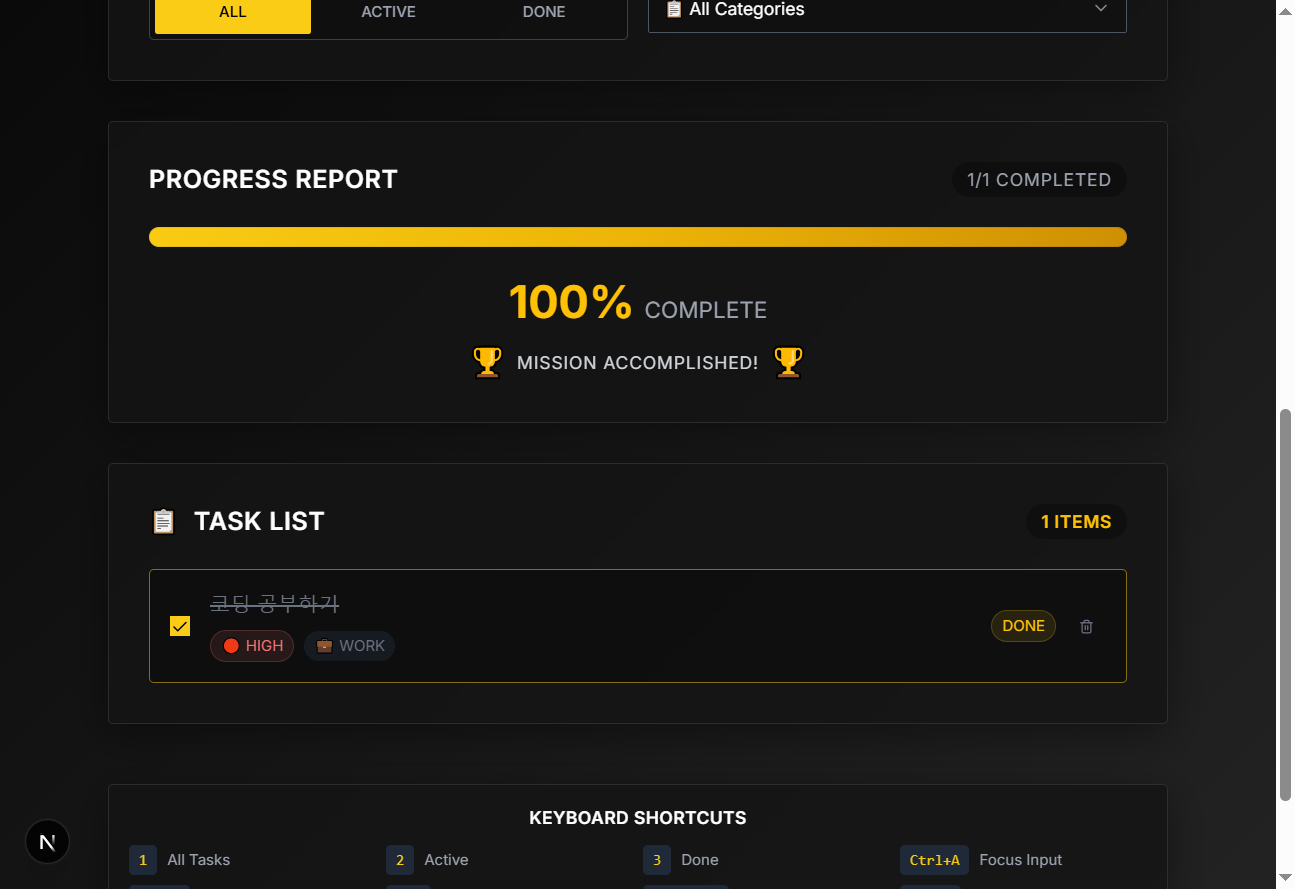 ALL ACTIVE DONE
All Categories
PROGRESS REPORT
1/1 COMPLETED
100% COMPLETE
MISSION ACCOMPLISHED!
TASK LIST
1 ITEMS
코딩 공부하기
HIGH
WORK
DONE
KEYBOARD SHORTCUTS
1 All Tasks
2 Active
3 Done
Ctrl+A Focus Input
N